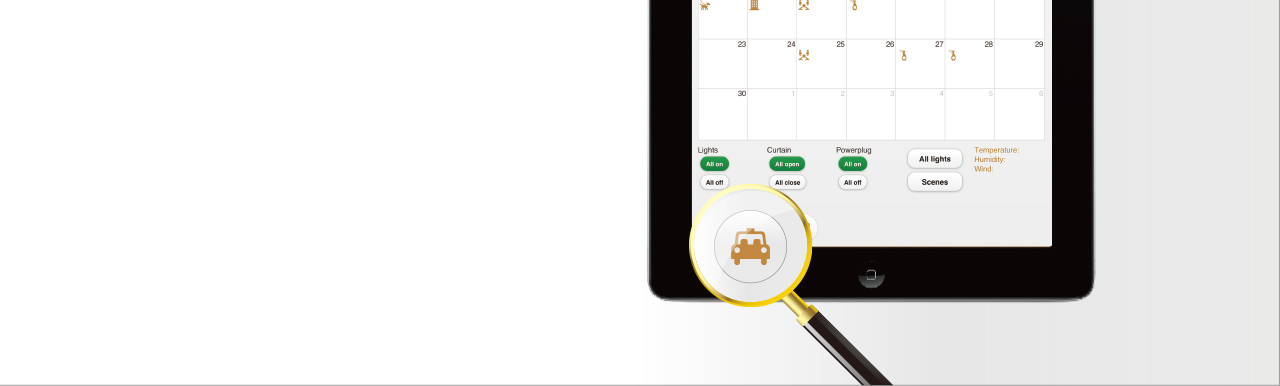 23 24 25 26 27 28 29
30 1 2 3 4 5 6
Lights Curtain Powerplug
All on All open All on
All off All close All off
All lights
Scenes
Temperature:
Humidity:
Wind: